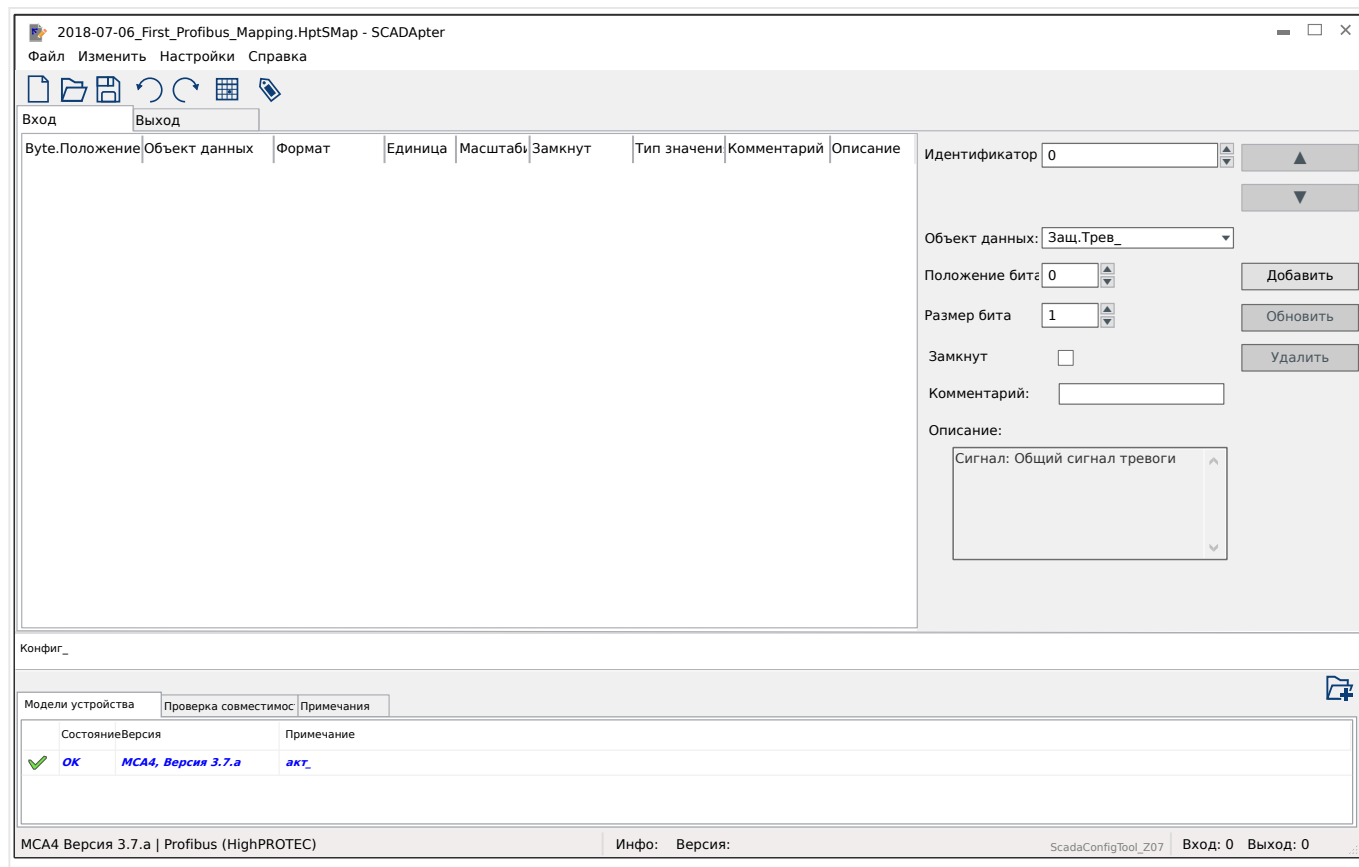 2018-07-06_First_Profibus_Mapping.HptSMap - SCADApter
Файл Изменить Настройки Справка
Вход Выход
Byte.Положение Объект данных Формат Единица Масштаби Замкнут Тип значени Комментарий Описание
Идентификатор 0
Объект данных: Защ.Трев_
Положение бита 0 Добавить
Размер бита 1 Обновить
Замкнут Удалить
Комментарий:
Описание:
Сигнал: Общий сигнал тревоги
Конфиг_
Модели устройства Проверка совместимос Примечания
Состояние Версия Примечание
OK MCA4, Версия 3.7.a акт_
MCA4 Версия 3.7.a | Profibus (HighPROTEC) Инфо: Версия: ScadaConfigTool_Z07 Вход: 0 Выход: 0